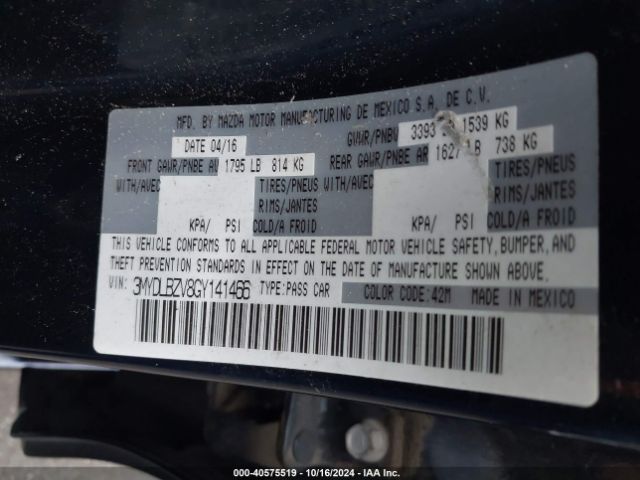 MFD. BY MAZDA MOTOR MANUFACTURING DE MEXICO S.A. DE C.V.
DATE 04/16 GVWR/PNBV 3393 1539 KG
FRONT GAWR/PNBE AV 1795 LB 814 KG REAR GAWR/PNBE AR 1627 LB 738 KG
WITH/AVEC TIRES/PNEUS WITH/AVEC TIRES/PNEUS
RIMS/JANTES RIMS/JANTES
KPA/ PSI COLD/A FROID KPA/ PSI COLD/A FROID
THIS VEHICLE CONFORMS TO ALL APPLICABLE FEDERAL MOTOR VEHICLE SAFETY, BUMPER, AND
THEFT PREVENTION STANDARDS IN EFFECT ON THE DATE OF MANUFACTURE SHOWN ABOVE.
VIN: 3MYDLBZV8GY141466 TYPE:PASS CAR COLOR CODE:42M MADE IN MEXICO
000-40575519 - 10/16/2024 - IAA Inc.